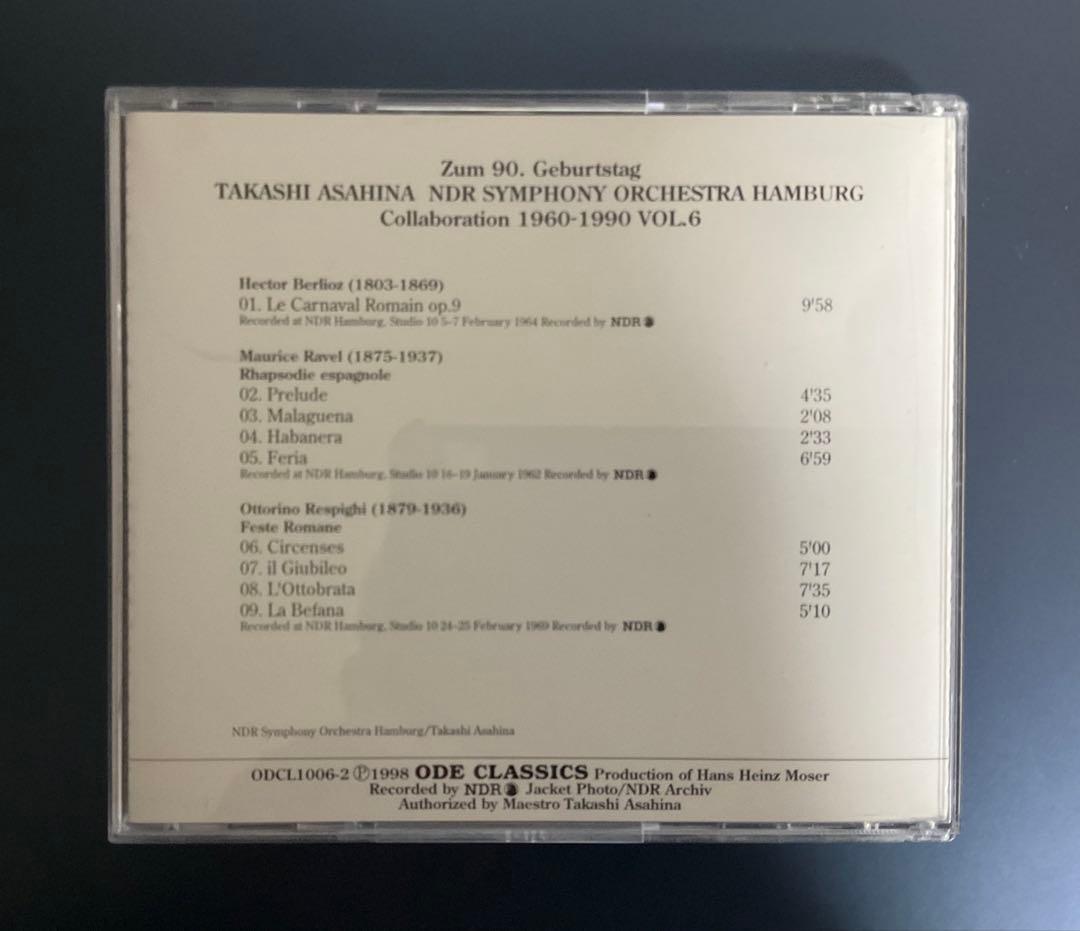 Zum 90. Geburtstag
TAKASHI ASAHINA NDR SYMPHONY ORCHESTRA HAMBURG
Collaboration 1960-1990 VOL.6
Hector Berlioz (1803-1869)
01. Le Carnaval Romain op.9 9'58
Recorded at NDR Hamburg, Studio 10 5-7 February 1964 Recorded by NDR
Maurice Ravel (1875-1937)
Rhapsodie espagnole
02. Prelude 4'35
03. Malaguena 2'08
04. Habanera 2'33
05. Feria 6'59
Recorded at NDR Hamburg, Studio 10 16-19 January 1962 Recorded by NDR
Ottorino Respighi (1879-1936)
Feste Romane
06. Circenses 5'00
07. il Giubileo 7'17
08. L'Ottobrata 7'35
09. La Befana 5'10
Recorded at NDR Hamburg, Studio 10 24-25 February 1969 Recorded by NDR
NDR Symphony Orchestra Hamburg/Takashi Asahina
ODCL1006-2 Ⓟ1998 ODE CLASSICS Production of Hans Heinz Moser
Recorded by NDR Jacket Photo/NDR Archiv
Authorized by Maestro Takashi Asahina